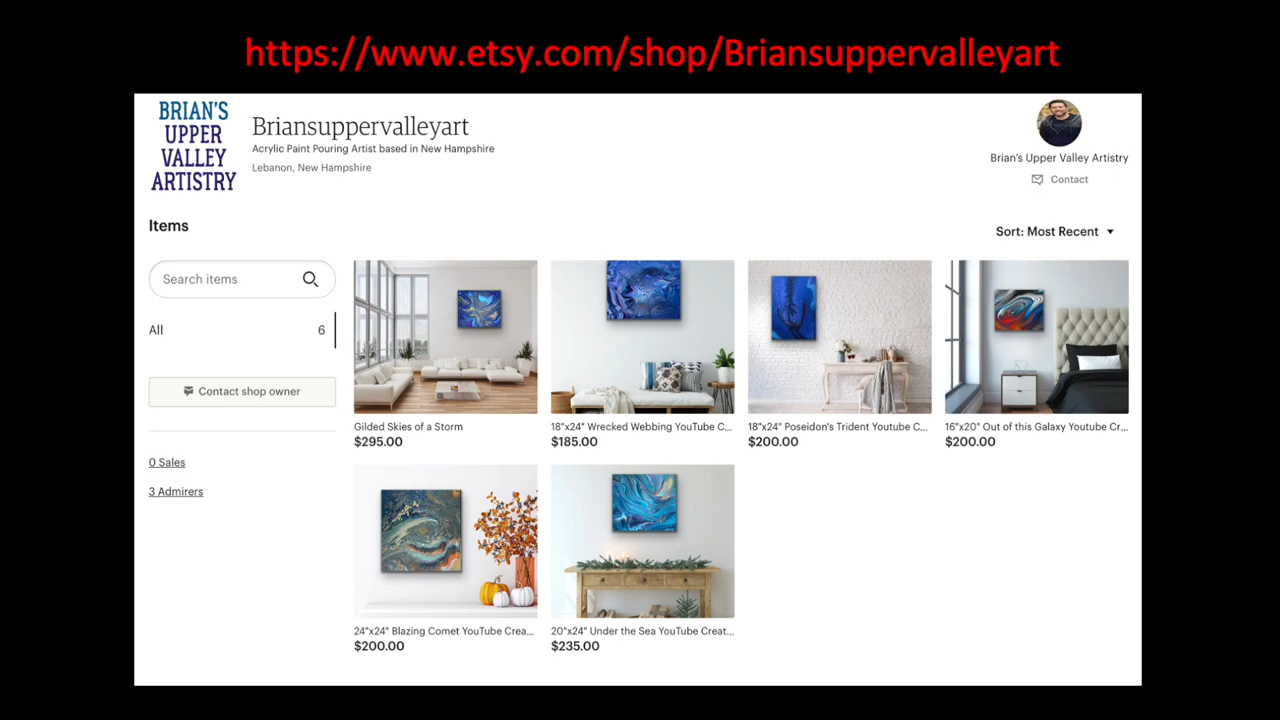 https://www.etsy.com/shop/Briansuppervalleyart
BRIAN'S
UPPER
VALLEY
ARTISTRY
Briansuppervalleyart
Acrylic Paint Pouring Artist based in New Hampshire
Lebanon, New Hampshire
Brian's Upper Valley Artistry
Contact
Items
Sort: Most Recent
Search items
All 6
Contact shop owner
0 Sales
3 Admirers
Gilded Skies of a Storm
$295.00
18"x24" Wrecked Webbing YouTube C...
$185.00
18"x24" Poseidon's Trident Youtube C...
$200.00
16"x20" Out of this Galaxy Youtube Cr...
$200.00
24"x24" Blazing Comet YouTube Crea...
$200.00
20"x24" Under the Sea YouTube Creat...
$235.00